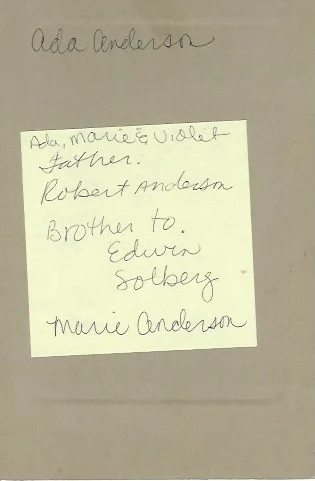 Ada Anderson
Ada, Marie & Violet
Father.
Robert Anderson
Brother to.
Edwin
Solberg
Marie Anderson